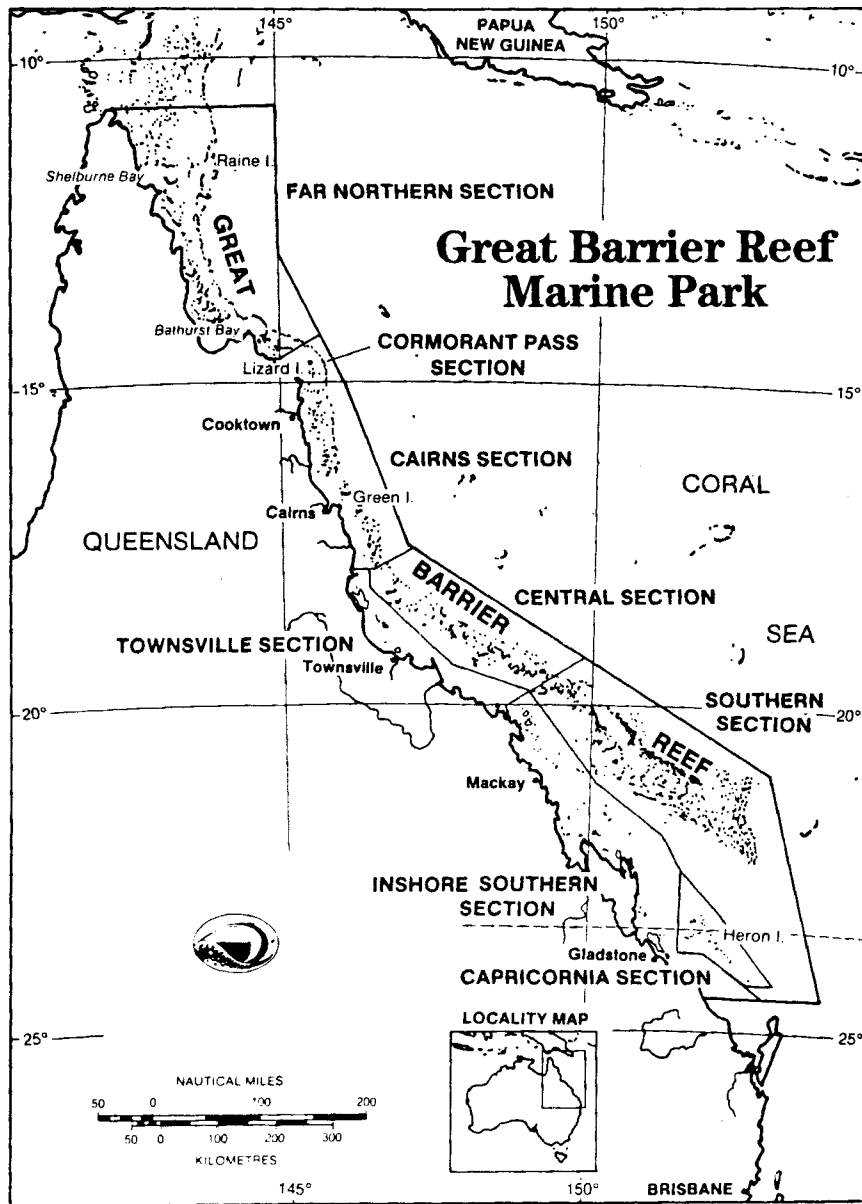 145°
150°
PAPUA
NEW GUINEA
10°
10°
Raine I.
Shelburne Bay
FAR NORTHERN SECTION
GREAT
Great Barrier Reef
Marine Park
Bathurst Bay
CORMORANT PASS
SECTION
Lizard I.
15°
15°
Cooktown
CAIRNS SECTION
CORAL
Green I.
Cairns
QUEENSLAND
BARRIER
CENTRAL SECTION
SEA
TOWNSVILLE SECTION
Townsville
SOUTHERN
SECTION
20°
20°
REEF
Mackay
INSHORE SOUTHERN
SECTION
Heron I.
Gladstone
CAPRICORNIA SECTION
LOCALITY MAP
25°
25°
NAUTICAL MILES
50 0 100 200
50 0 100 200 300
KILOMETRES
145°
150°
BRISBANE